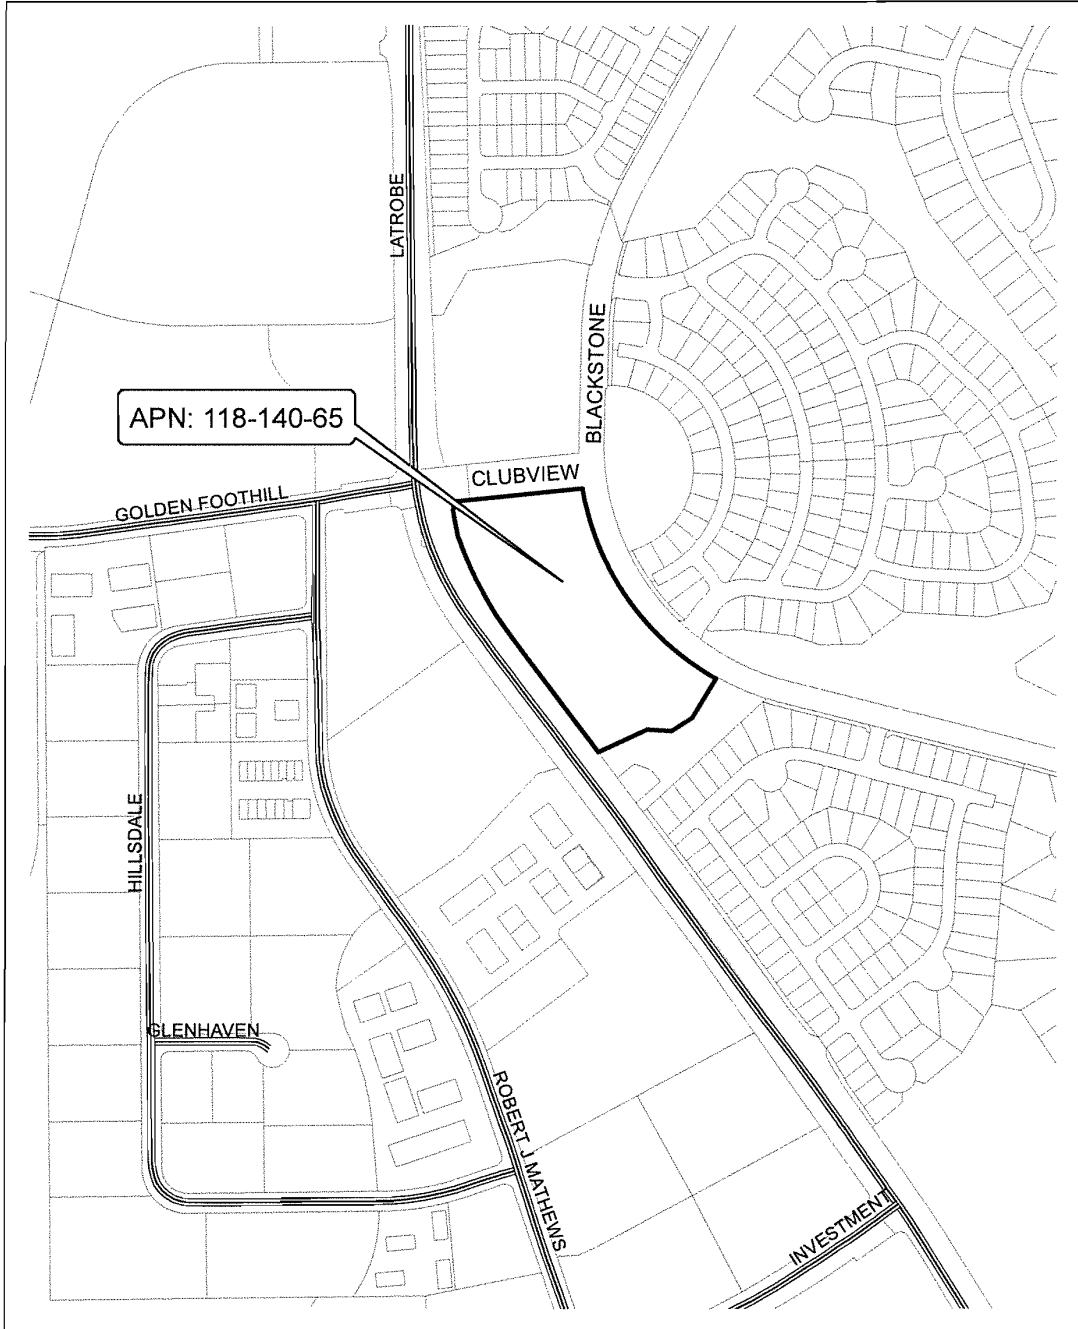 LATROBE
BLACKSTONE
APN: 118-140-65
CLUBVIEW
GOLDEN FOOTHILL
HILLSDALE
GLENHAVEN
ROBERT J MATHEWS
INVESTMENT